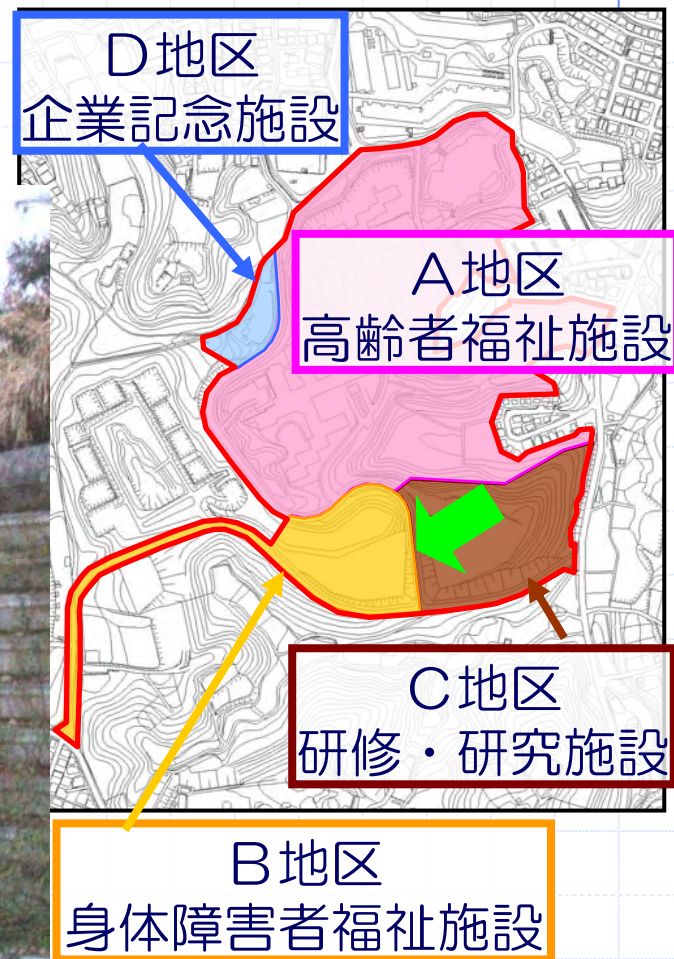 D地区
企業記念施設
A地区
高齢者福祉施設
C地区
研修・研究施設
B地区
身体障害者福祉施設